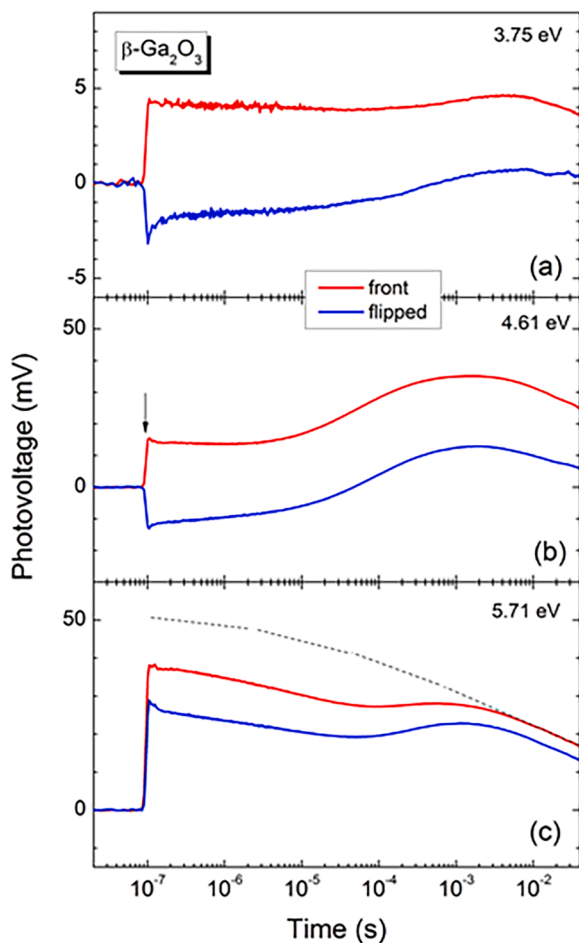 β-Ga₂O₃
3.75 eV
5
0
-5
(a)
front
flipped
4.61 eV
50
0
(b)
5.71 eV
50
0
(c)
Photovoltage (mV)
10⁻⁷ 10⁻⁶ 10⁻⁵ 10⁻⁴ 10⁻³ 10⁻²
Time (s)